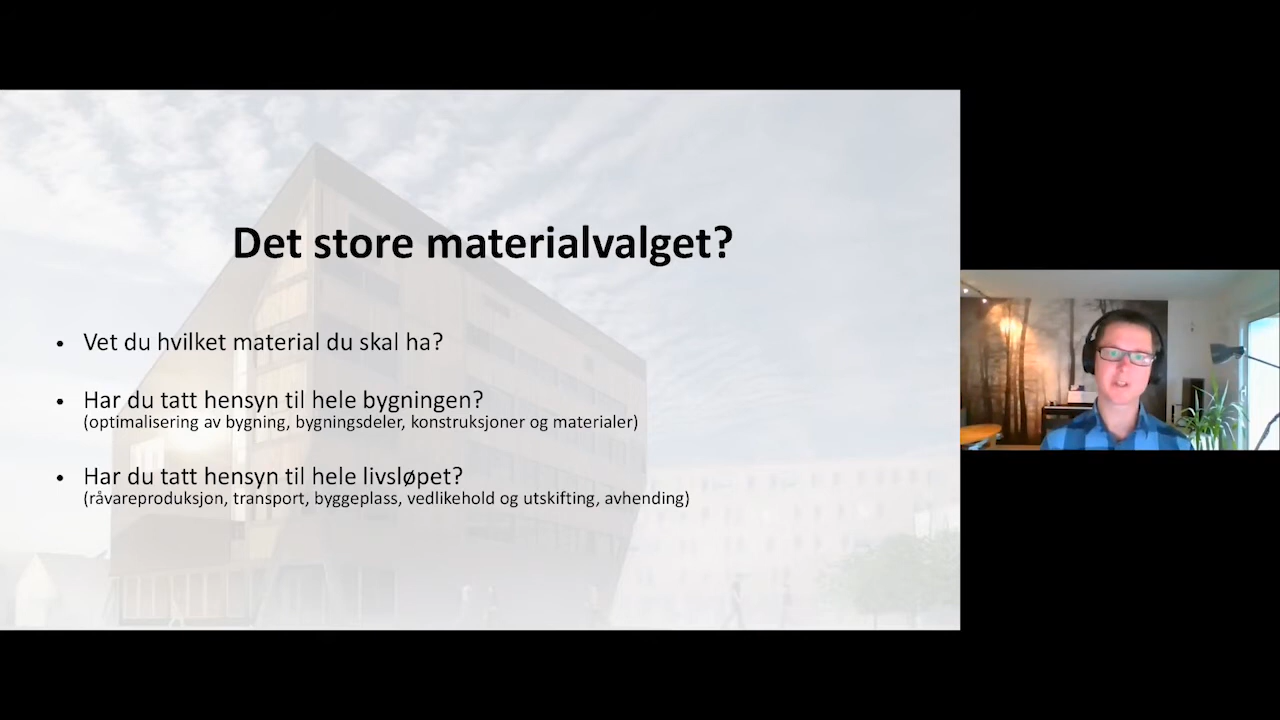 Det store materialvalget?
• Vet du hvilket material du skal ha?
• Har du tatt hensyn til hele bygningen?
(optimalisering av bygning, bygningsdeler, konstruksjoner og materialer)
• Har du tatt hensyn til hele livsløpet?
(råvareproduksjon, transport, byggeplass, vedlikehold og utskifting, avhending)